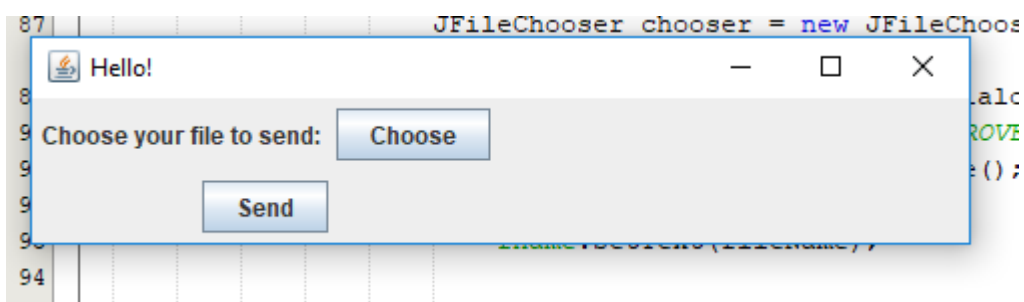 87 JFileChooser chooser = new JFileChoos
Hello!
Choose your file to send: Choose
Send
94